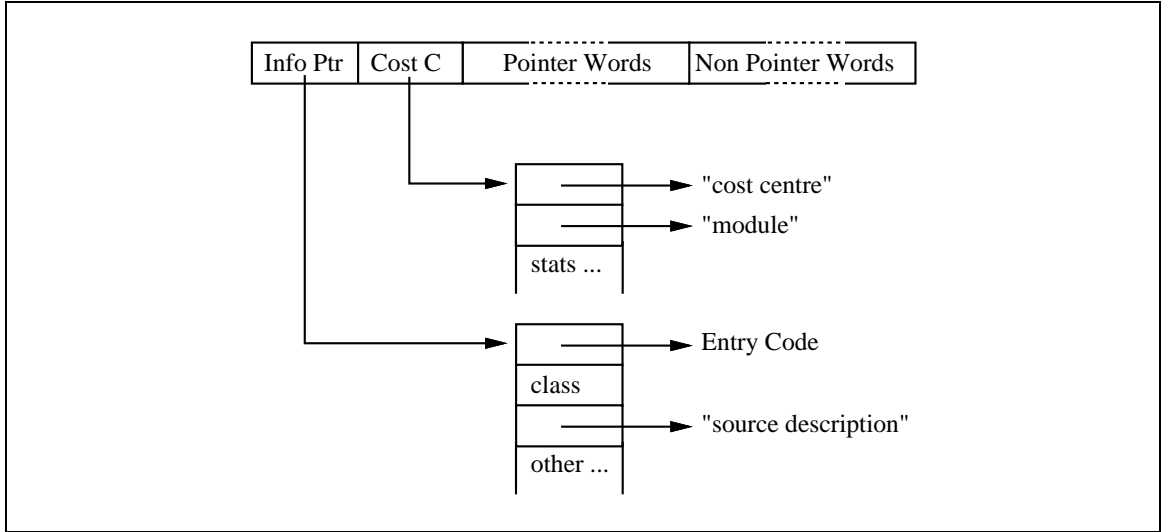 Info Ptr Cost C Pointer Words Non Pointer Words
"cost centre"
"module"
stats ...
Entry Code
class
"source description"
other ...